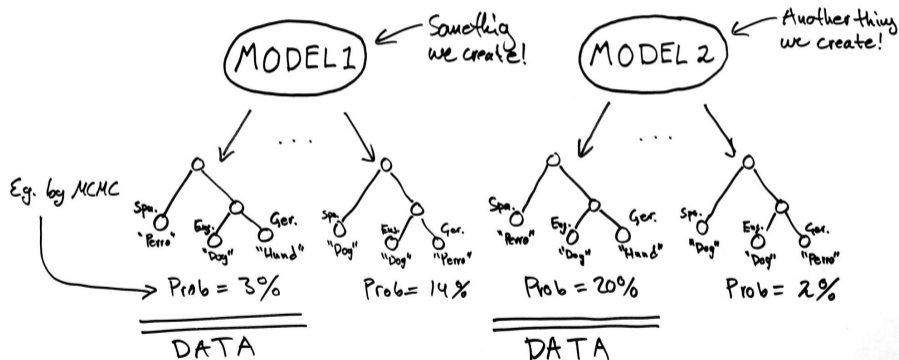 Something
we create!
MODEL 1
Another thing
we create!
MODEL 2
...
...
Eg. by MCMC
Spa.
"Perro"
Eng.
"Dog"
Ger.
"Hund"
Prob = 3%
DATA
Spa.
"Dog"
Eng.
"Dog"
Ger.
"Perro"
Prob = 14%
Spa.
"Perro"
Eng.
"Dog"
Ger.
"Hund"
Prob = 20%
DATA
Spa.
"Dog"
Eng.
"Dog"
Ger.
"Perro"
Prob = 2%